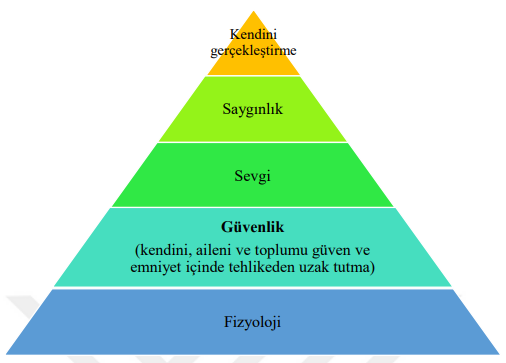 Kendini
gerçekleştirme
Saygınlık
Sevgi
Güvenlik
(kendini, aileni ve toplumu güven ve
emniyet içinde tehlikeden uzak tutma)
Fizyoloji